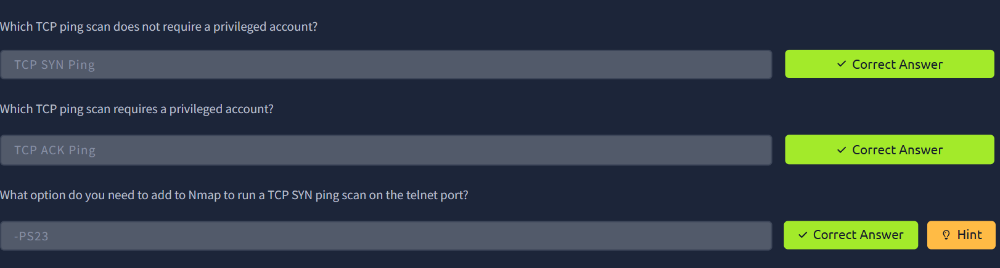 Which TCP ping scan does not require a privileged account?
TCP SYN Ping
Correct Answer
Which TCP ping scan requires a privileged account?
TCP ACK Ping
Correct Answer
What option do you need to add to Nmap to run a TCP SYN ping scan on the telnet port?
-PS23
Correct Answer
Hint